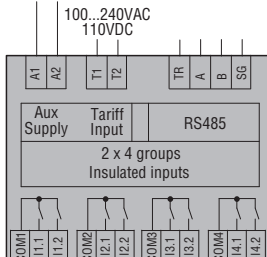 100...240VAC
110VDC
A1 A2 T1 T2 TR A B SG
Aux Supply
Tariff Input
RS485
2 x 4 groups
Insulated inputs
COM1 I1.1 I1.2 COM2 I2.1 I2.2 COM3 I3.1 I3.2 COM4 I4.1 I4.2